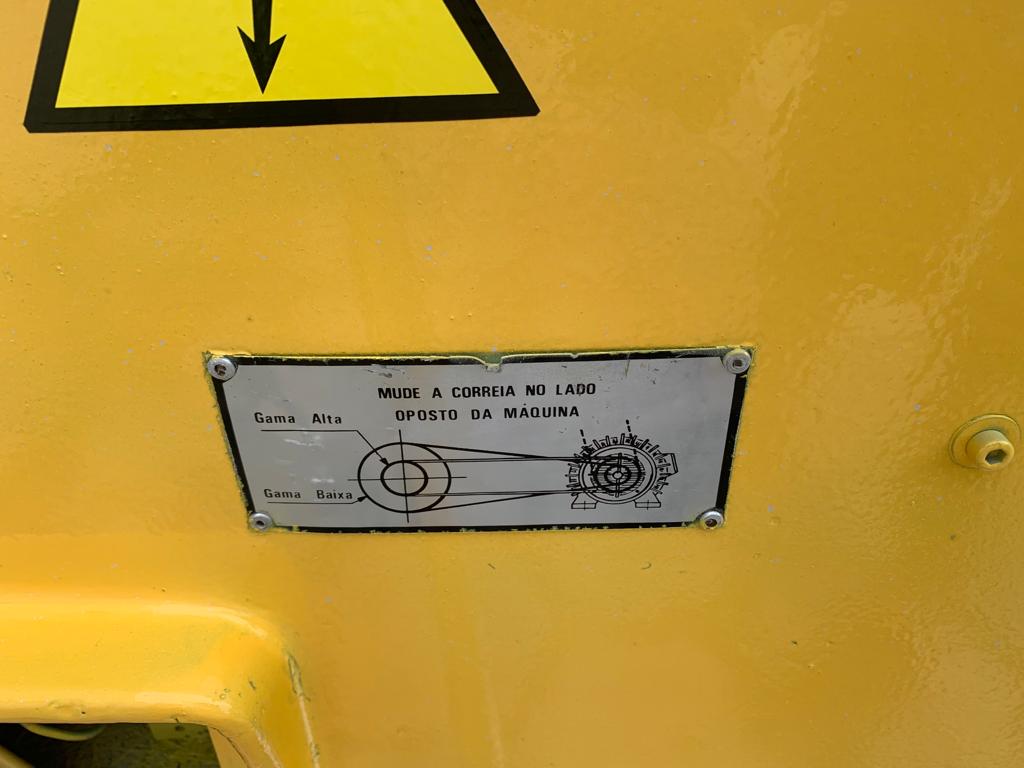 MUDE A CORREIA NO LADO
OPOSTO DA MÁQUINA
Gama Alta
Gama Baixa